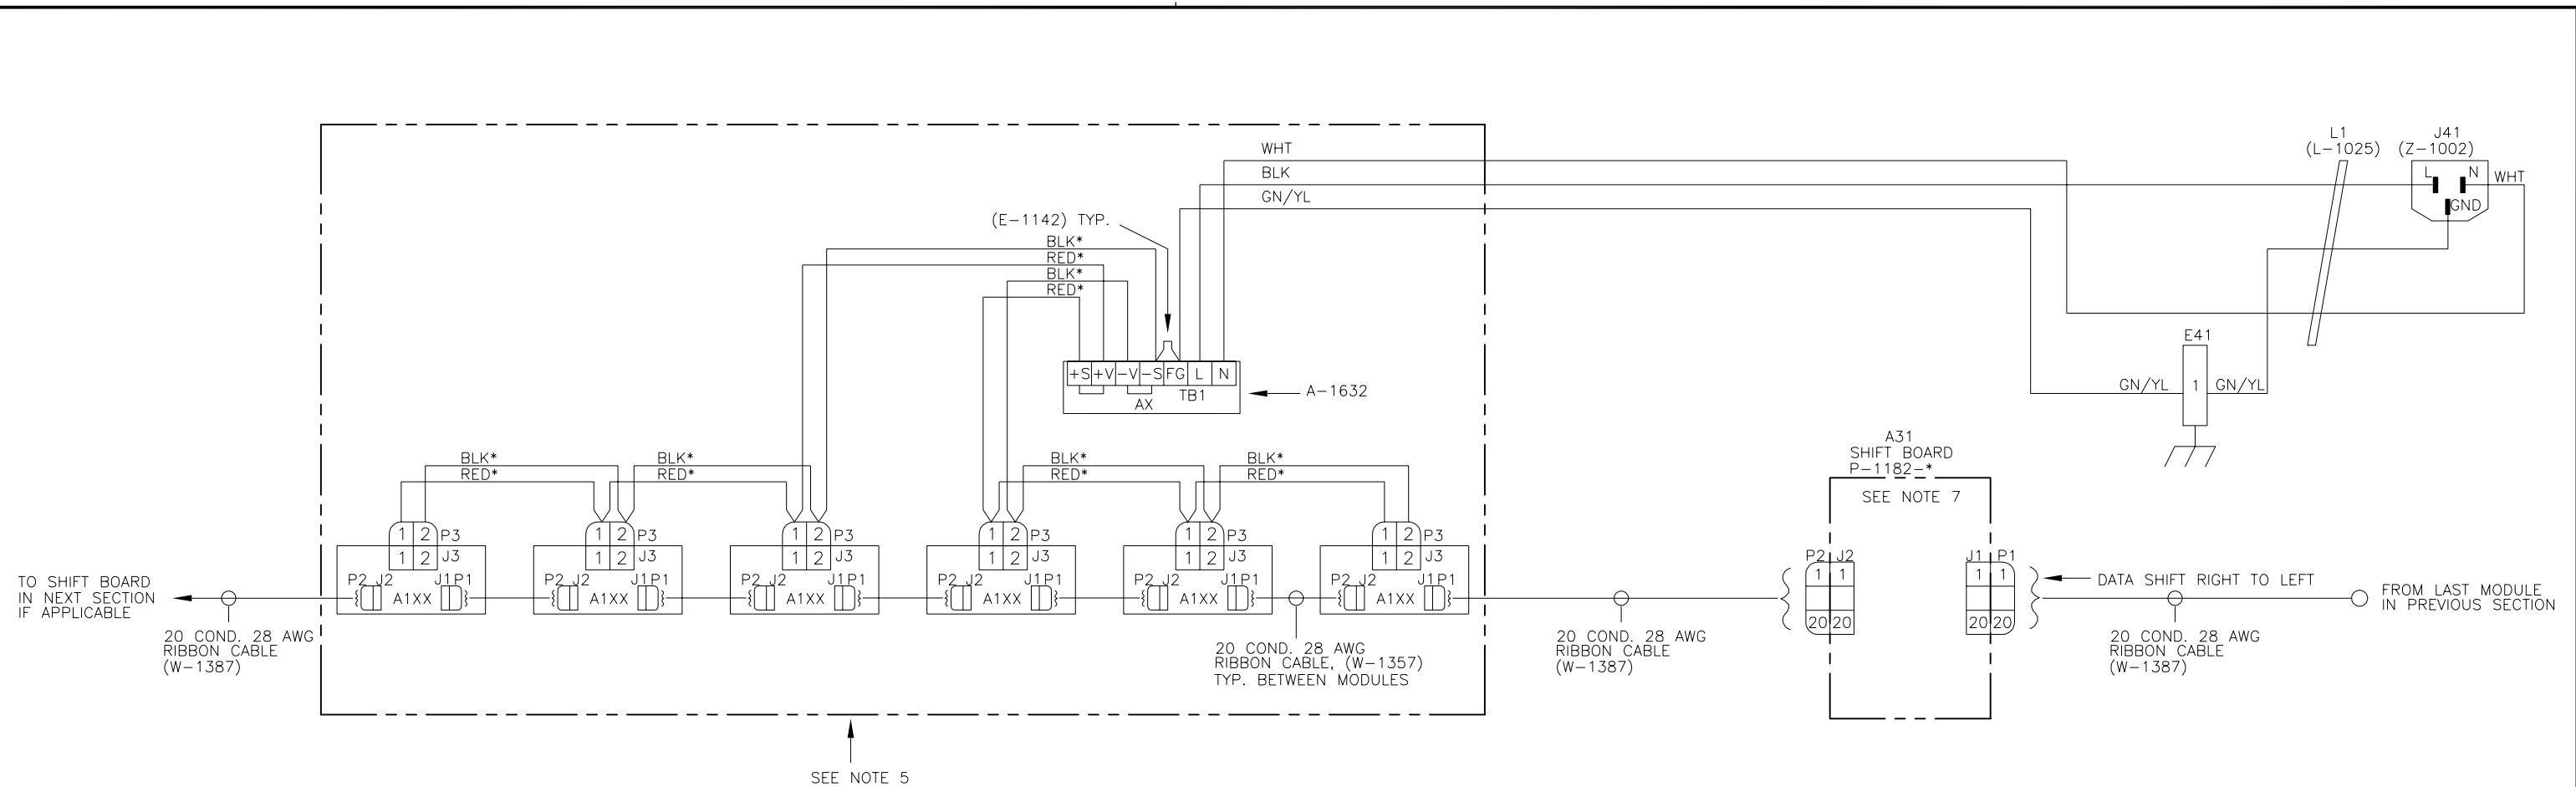 WHT
BLK
GN/YL
L1
(L-1025)
J41
(Z-1002)
L N
GND
WHT
(E-1142) TYP.
BLK*
RED*
BLK*
RED*
+S +V -V -S FG L N
TB1
AX
A-1632
E41
GN/YL 1 GN/YL
A31
SHIFT BOARD
P-1182-*
SEE NOTE 7
BLK* BLK* BLK* BLK*
RED* RED* RED* RED*
1 2 P3 1 2 P3 1 2 P3 1 2 P3 1 2 P3 1 2 P3
1 2 J3 1 2 J3 1 2 J3 1 2 J3 1 2 J3 1 2 J3
P2 J2 J1 P1 P2 J2 J1 P1 P2 J2 J1 P1 P2 J2 J1 P1 P2 J2 J1 P1 P2 J2 J1 P1
A1XX A1XX A1XX A1XX A1XX A1XX
P2 J2 J1 P1
1 1 1 1
20 20 20 20
TO SHIFT BOARD
IN NEXT SECTION
IF APPLICABLE
DATA SHIFT RIGHT TO LEFT
FROM LAST MODULE
IN PREVIOUS SECTION
20 COND. 28 AWG
RIBBON CABLE
(W-1387)
20 COND. 28 AWG
RIBBON CABLE, (W-1357)
TYP. BETWEEN MODULES
20 COND. 28 AWG
RIBBON CABLE
(W-1387)
20 COND. 28 AWG
RIBBON CABLE
(W-1387)
SEE NOTE 5